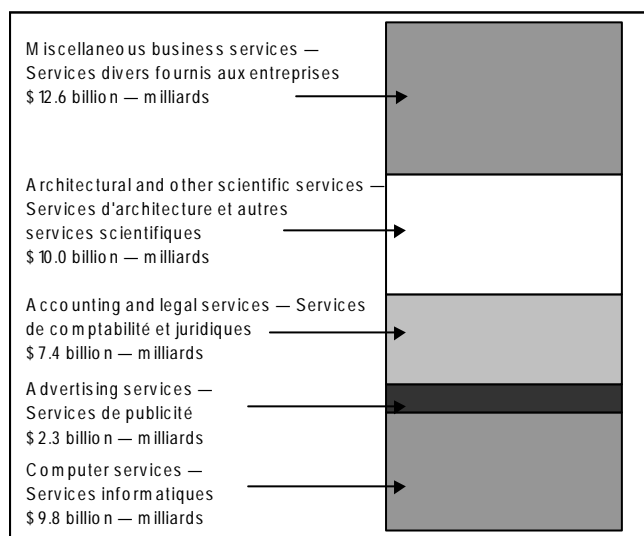 Miscellaneous business services —
Services divers fournis aux entreprises
$12.6 billion — milliards
Architectural and other scientific services —
Services d'architecture et autres
services scientifiques
$10.0 billion — milliards
Accounting and legal services — Services
de comptabilité et juridiques
$7.4 billion — milliards
Advertising services —
Services de publicité
$2.3 billion — milliards
Computer services —
Services informatiques
$9.8 billion — milliards